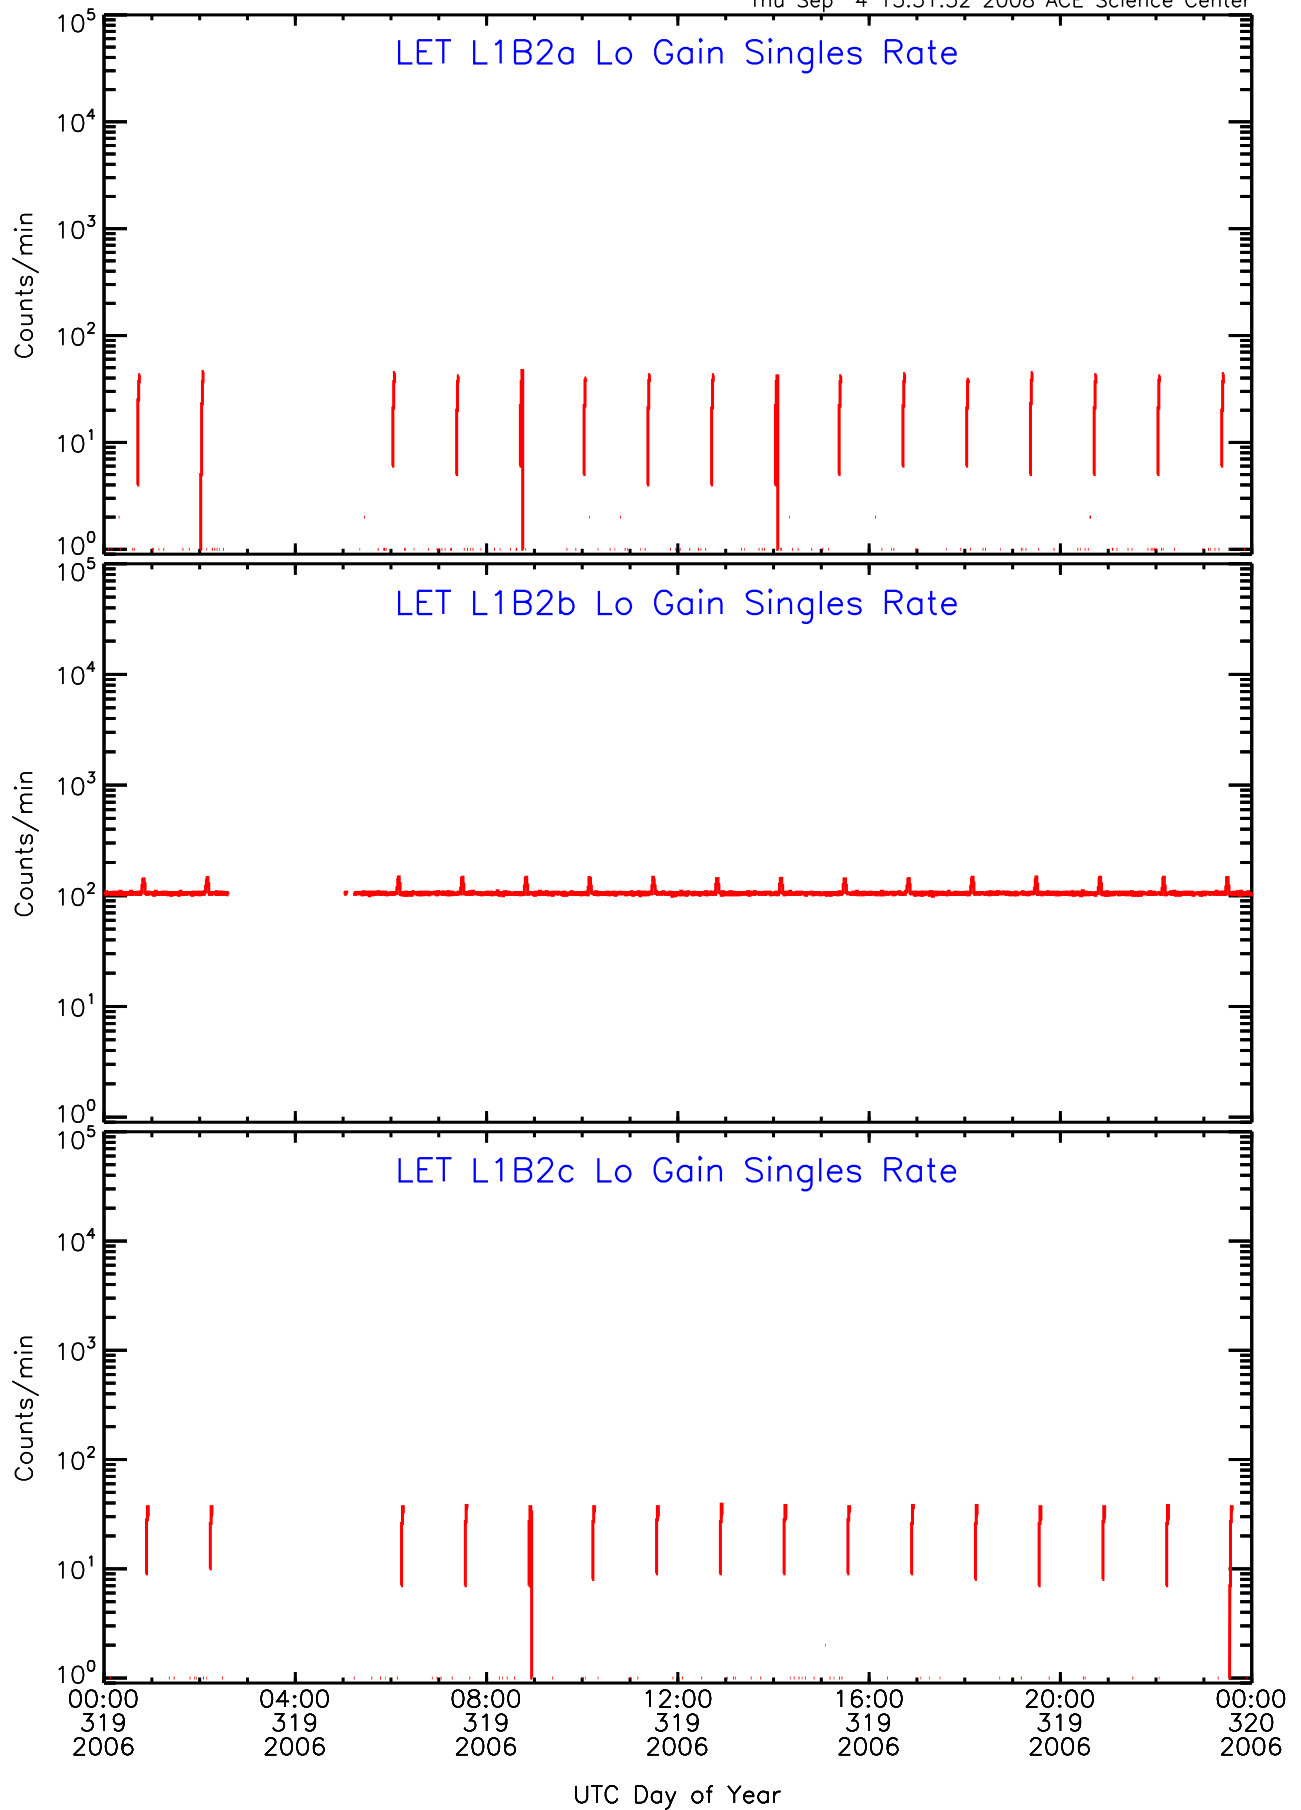 LET L1B2a Lo Gain Singles Rate
Counts/min
10^5
10^4
10^3
10^2
10^1
10^0
LET L1B2b Lo Gain Singles Rate
Counts/min
10^5
10^4
10^3
10^2
10^1
10^0
LET L1B2c Lo Gain Singles Rate
Counts/min
10^5
10^4
10^3
10^2
10^1
10^0
00:00 04:00 08:00 12:00 16:00 20:00 00:00
319 319 319 319 319 319 320
2006 2006 2006 2006 2006 2006 2006
UTC Day of Year